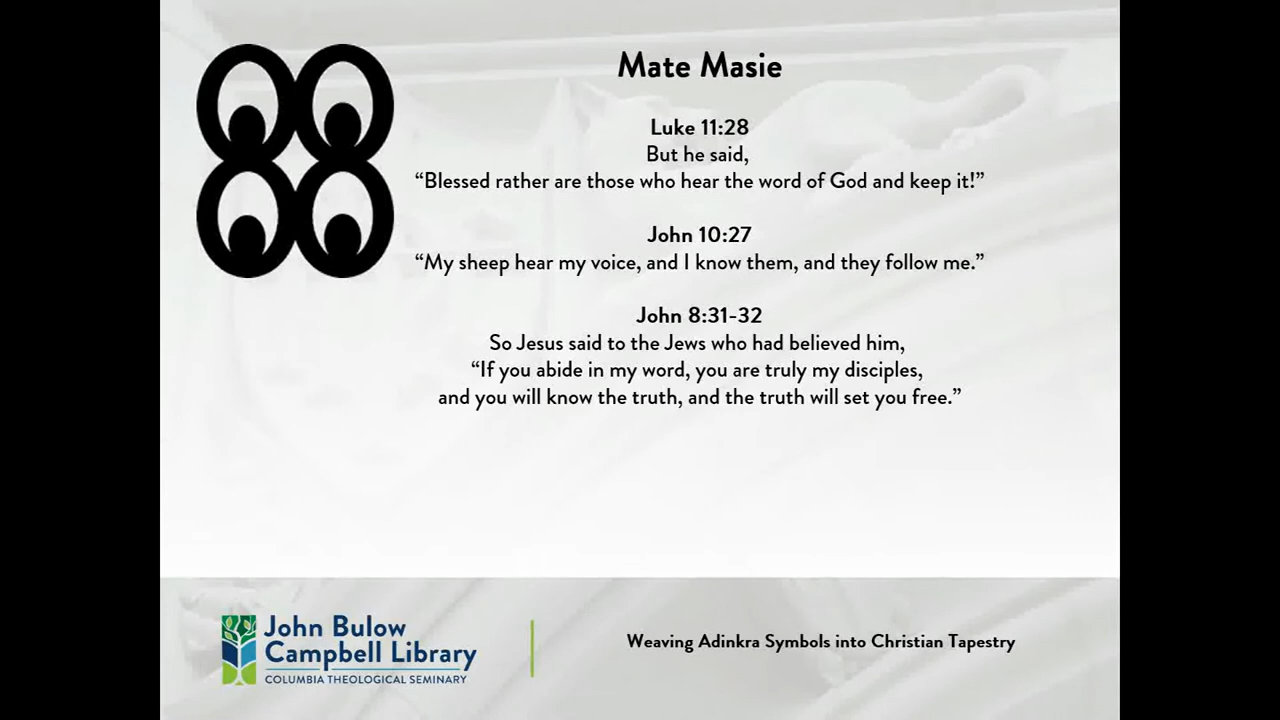 Mate Masie
Luke 11:28
But he said,
“Blessed rather are those who hear the word of God and keep it!”
John 10:27
“My sheep hear my voice, and I know them, and they follow me.”
John 8:31-32
So Jesus said to the Jews who had believed him,
“If you abide in my word, you are truly my disciples,
and you will know the truth, and the truth will set you free.”
John Bulow
Campbell Library
COLUMBIA THEOLOGICAL SEMINARY
Weaving Adinkra Symbols into Christian Tapestry